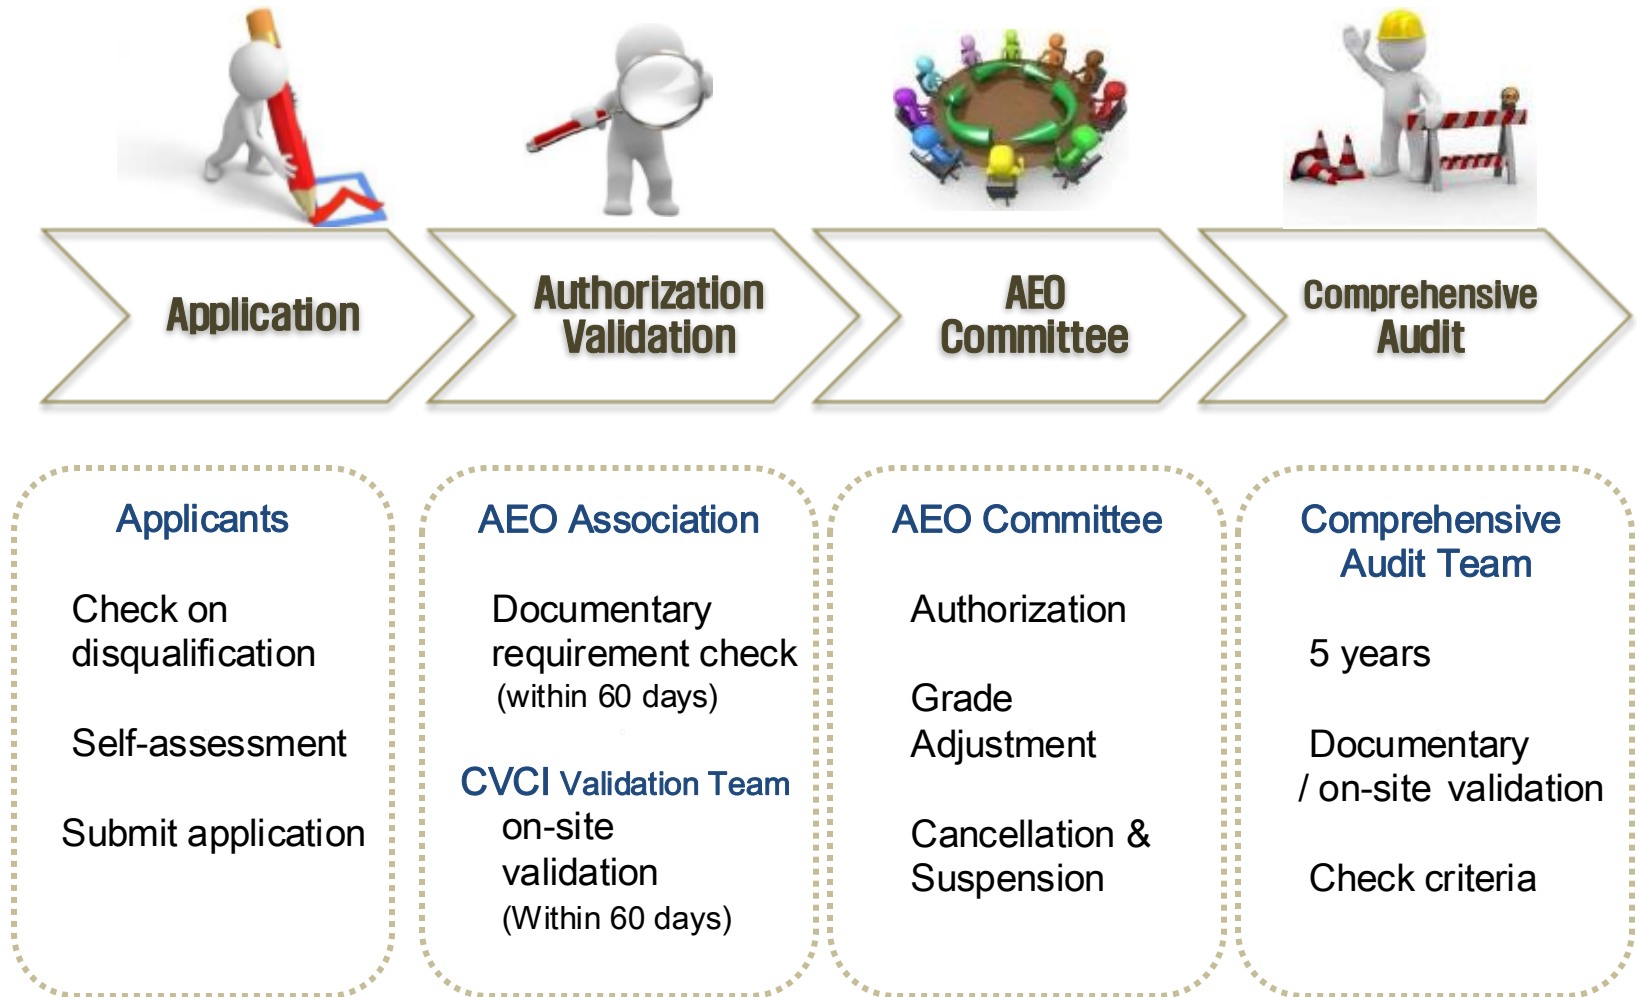 Application
Authorization
Validation
AEO
Committee
Comprehensive
Audit
Applicants
Check on
disqualification
Self-assessment
Submit application
AEO Association
Documentary
requirement check
(within 60 days)
CVCI Validation Team
on-site
validation
(Within 60 days)
AEO Committee
Authorization
Grade
Adjustment
Cancellation &
Suspension
Comprehensive
Audit Team
5 years
Documentary
/ on-site validation
Check criteria